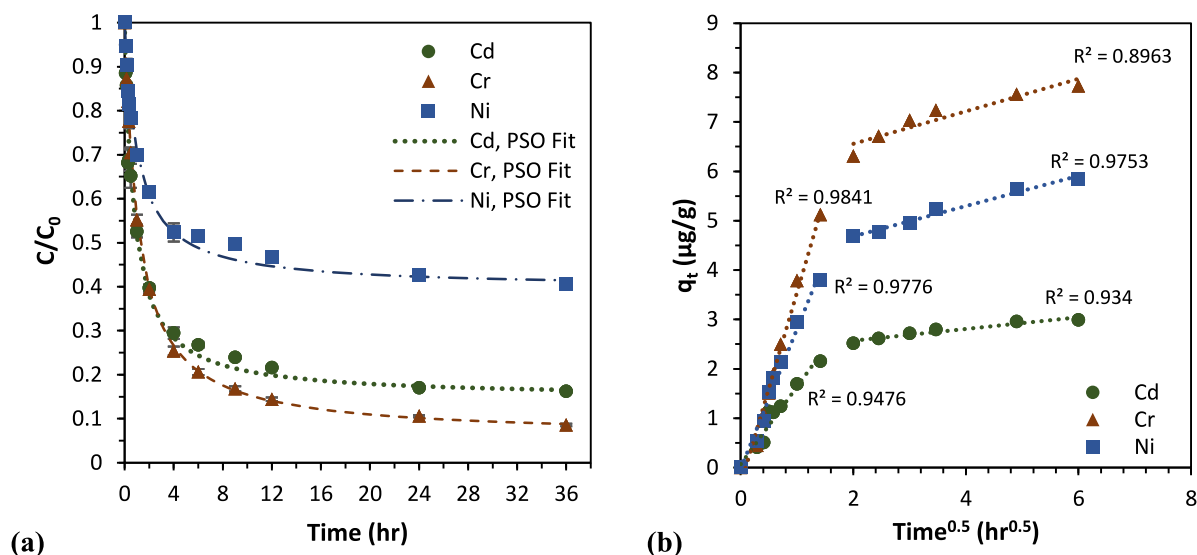 1
0.9
0.8
0.7
0.6
0.5
0.4
0.3
0.2
0.1
0
C/C0
0 4 8 12 16 20 24 28 32 36
Time (hr)
Cd
Cr
Ni
Cd, PSO Fit
Cr, PSO Fit
Ni, PSO Fit
(a)
9
8
7
6
5
4
3
2
1
0
qt (µg/g)
0 2 4 6 8
Time^0.5 (hr^0.5)
R² = 0.8963
R² = 0.9753
R² = 0.9841
R² = 0.9776
R² = 0.934
R² = 0.9476
Cd
Cr
Ni
(b)